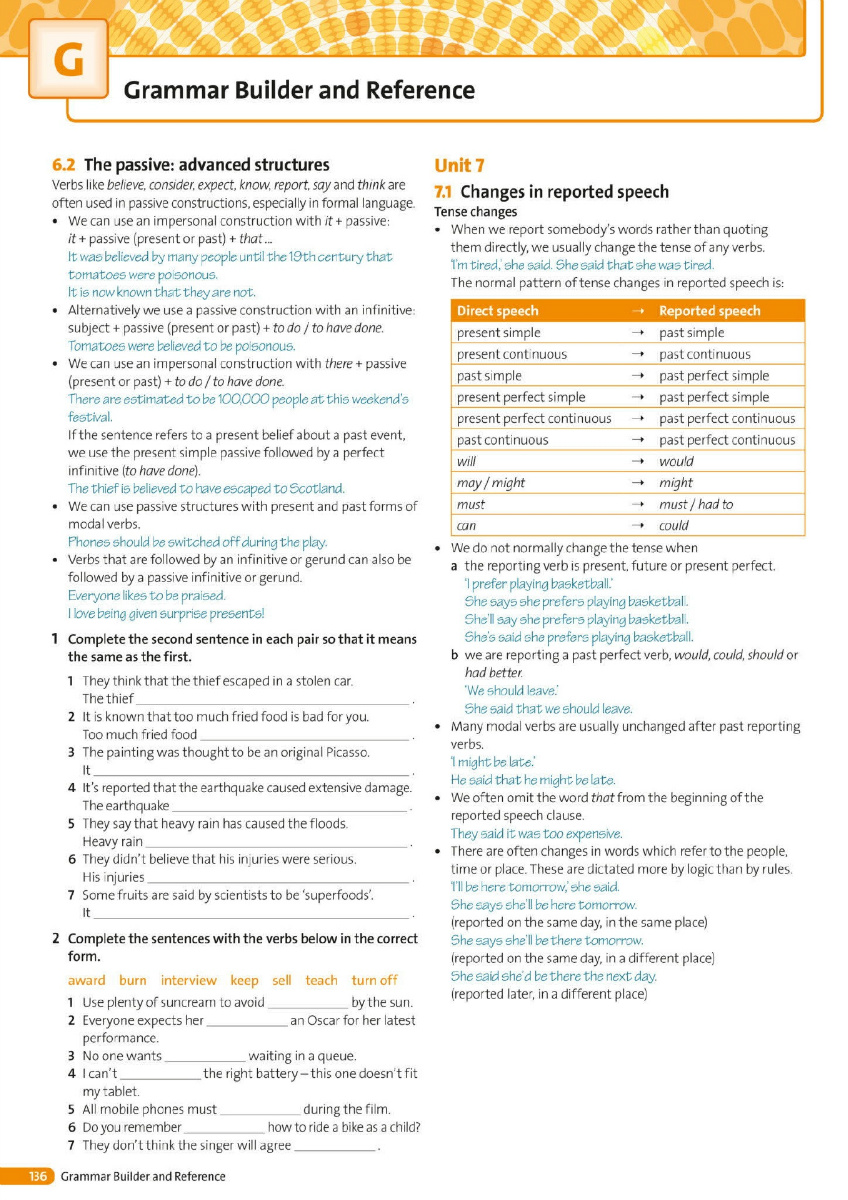 G
Grammar Builder and Reference
6.2 The passive: advanced structures
Verbs like believe, consider, expect, know, report, say and think are
often used in passive constructions, especially in formal language.
• We can use an impersonal construction with it + passive:
it + passive (present or past) + that ...
It was believed by many people until the 19th century that
tomatoes were poisonous.
It is now known that they are not.
• Alternatively we use a passive construction with an infinitive:
subject + passive (present or past) + to do / to have done.
Tomatoes were believed to be poisonous.
• We can use an impersonal construction with there + passive
(present or past) + to do / to have done.
There are estimated to be 100,000 people at this weekend's
festival.
If the sentence refers to a present belief about a past event,
we use the present simple passive followed by a perfect
infinitive (to have done).
The thief is believed to have escaped to Scotland.
• We can use passive structures with present and past forms of
modal verbs.
Phones should be switched off during the play.
• Verbs that are followed by an infinitive or gerund can also be
followed by a passive infinitive or gerund.
Everyone likes to be praised.
I love being given surprise presents!
1 Complete the second sentence in each pair so that it means
the same as the first.
1 They think that the thief escaped in a stolen car.
The thief ____________ .
2 It is known that too much fried food is bad for you.
Too much fried food ____________ .
3 The painting was thought to be an original Picasso.
It ____________ .
4 It's reported that the earthquake caused extensive damage.
The earthquake ____________ .
5 They say that heavy rain has caused the floods.
Heavy rain ____________ .
6 They didn't believe that his injuries were serious.
His injuries ____________ .
7 Some fruits are said by scientists to be 'superfoods'.
It ____________ .
2 Complete the sentences with the verbs below in the correct
form.
award burn interview keep sell teach turn off
1 Use plenty of suncream to avoid ____________ by the sun.
2 Everyone expects her ____________ an Oscar for her latest
performance.
3 No one wants ____________ waiting in a queue.
4 I can't ____________ the right battery – this one doesn't fit
my tablet.
5 All mobile phones must ____________ during the film.
6 Do you remember ____________ how to ride a bike as a child?
7 They don't think the singer will agree ____________ .
Unit 7
7.1 Changes in reported speech
Tense changes
• When we report somebody's words rather than quoting
them directly, we usually change the tense of any verbs.
'I'm tired,' she said. She said that she was tired.
The normal pattern of tense changes in reported speech is:
Direct speech → Reported speech
present simple → past simple
present continuous → past continuous
past simple → past perfect simple
present perfect simple → past perfect simple
present perfect continuous → past perfect continuous
past continuous → past perfect continuous
will → would
may / might → might
must → must / had to
can → could
• We do not normally change the tense when
a the reporting verb is present, future or present perfect.
'I prefer playing basketball.'
She says she prefers playing basketball.
She'll say she prefers playing basketball.
She's said she prefers playing basketball.
b we are reporting a past perfect verb, would, could, should or
had better.
'We should leave.'
She said that we should leave.
• Many modal verbs are usually unchanged after past reporting
verbs.
'I might be late.'
He said that he might be late.
• We often omit the word that from the beginning of the
reported speech clause.
They said it was too expensive.
• There are often changes in words which refer to the people,
time or place. These are dictated more by logic than by rules.
'I'll be here tomorrow,' she said.
She says she'll be here tomorrow.
(reported on the same day, in the same place)
She says she'll be there tomorrow.
(reported on the same day, in a different place)
She said she'd be there the next day.
(reported later, in a different place)
136 Grammar Builder and Reference